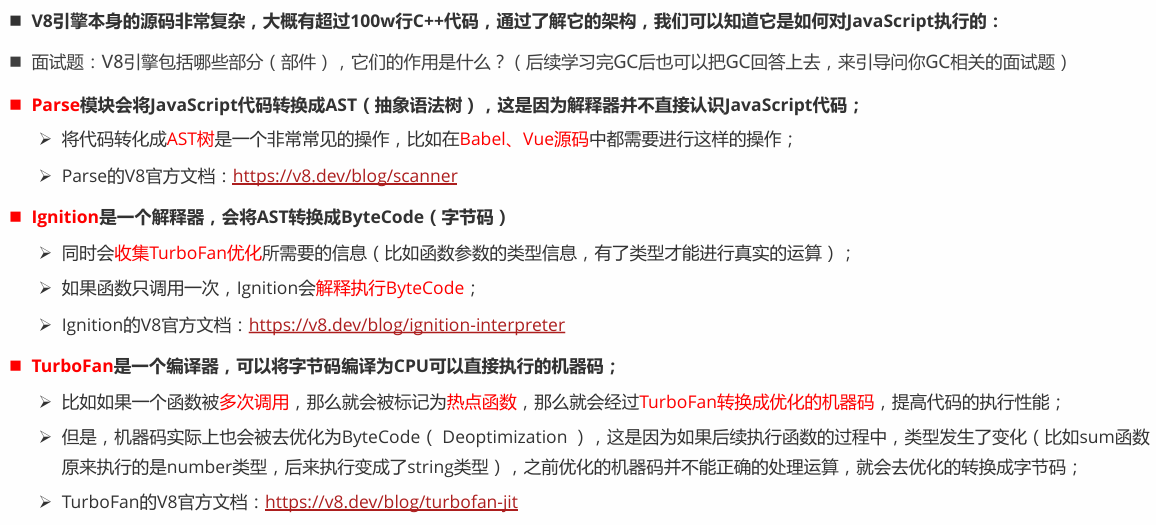 V8引擎本身的源码非常复杂，大概有超过100w行C++代码，通过了解它的架构，我们可以知道它是如何对JavaScript执行的：
面试题：V8引擎包括哪些部分（部件），它们的作用是什么？（后续学习完GC后也可以把GC回答上去，来引导问你GC相关的面试题）
Parse模块会将JavaScript代码转换成AST（抽象语法树），这是因为解释器并不直接认识JavaScript代码；
将代码转化成AST树是一个非常常见的操作，比如在Babel、Vue源码中都需要进行这样的操作；
Parse的V8官方文档：https://v8.dev/blog/scanner
Ignition是一个解释器，会将AST转换成ByteCode（字节码）
同时会收集TurboFan优化所需要的信息（比如函数参数的类型信息，有了类型才能进行真实的运算）；
如果函数只调用一次，Ignition会解释执行ByteCode；
Ignition的V8官方文档：https://v8.dev/blog/ignition-interpreter
TurboFan是一个编译器，可以将字节码编译为CPU可以直接执行的机器码；
比如如果一个函数被多次调用，那么就会被标记为热点函数，那么就会经过TurboFan转换成优化的机器码，提高代码的执行性能；
但是，机器码实际上也会被去优化为ByteCode（ Deoptimization ），这是因为如果后续执行函数的过程中，类型发生了变化（比如sum函数
原来执行的是number类型，后来执行变成了string类型），之前优化的机器码并不能正确的处理运算，就会去优化的转换成字节码；
TurboFan的V8官方文档：https://v8.dev/blog/turbofan-jit